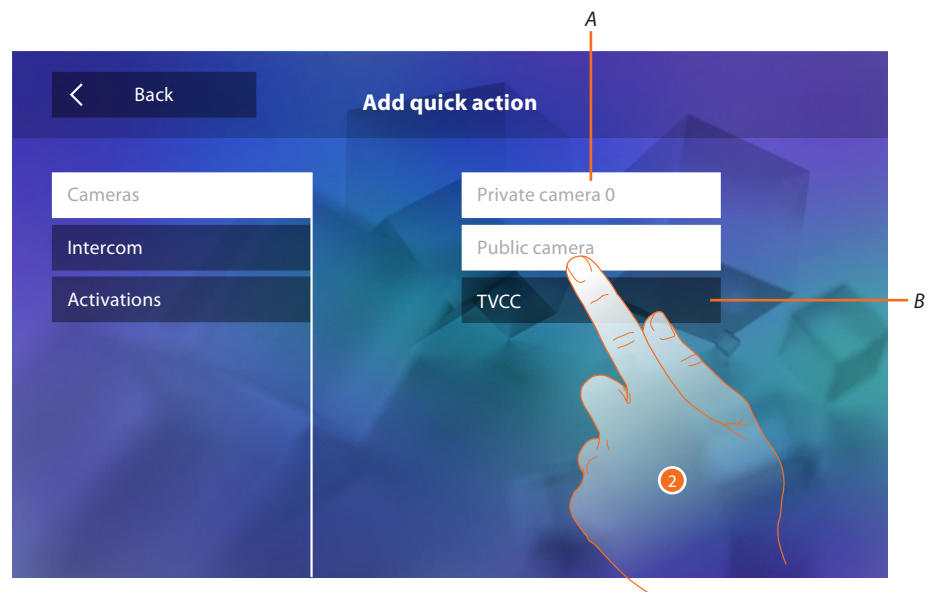 A
Back
Add quick action
Cameras
Private camera 0
Intercom
Public camera
Activations
TVCC
B
2